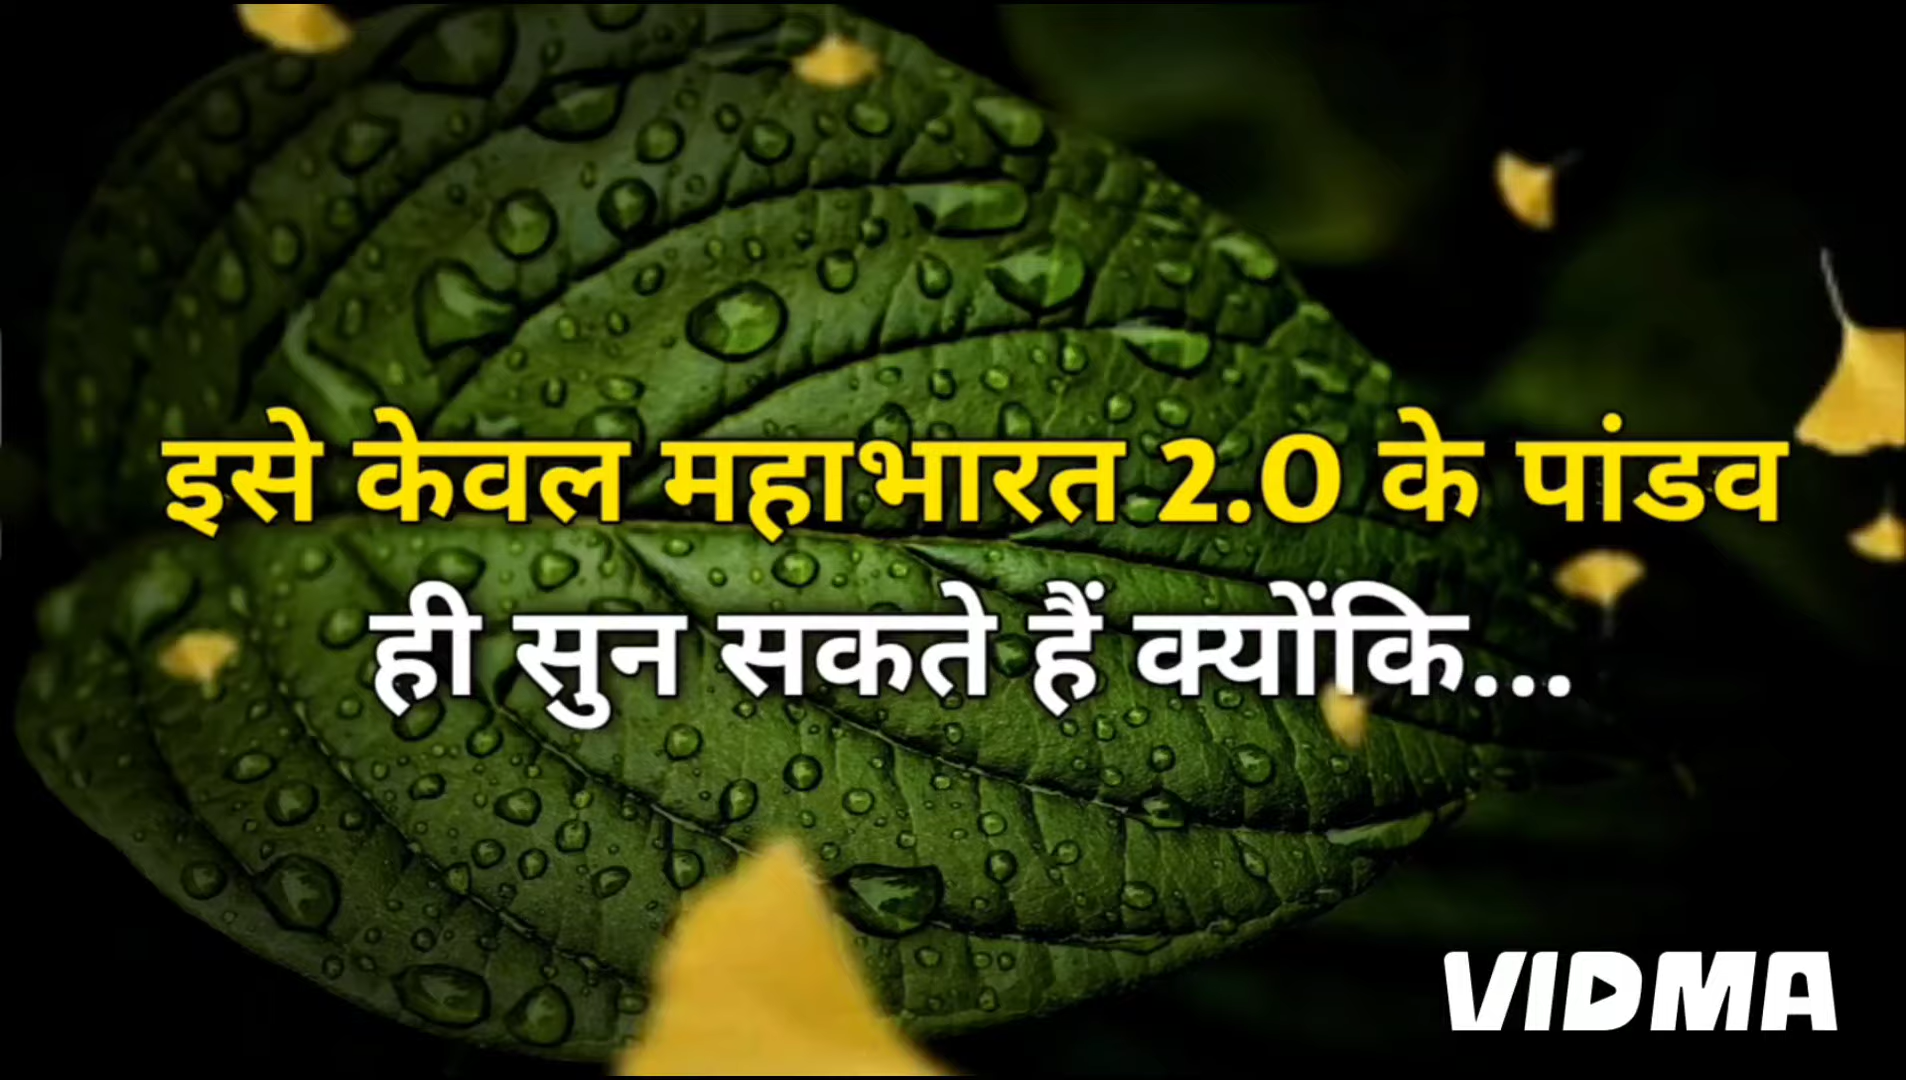 इसे केवल महाभारत 2.0 के पांडव
ही सुन सकते हैं क्योंकि...
VIDMA